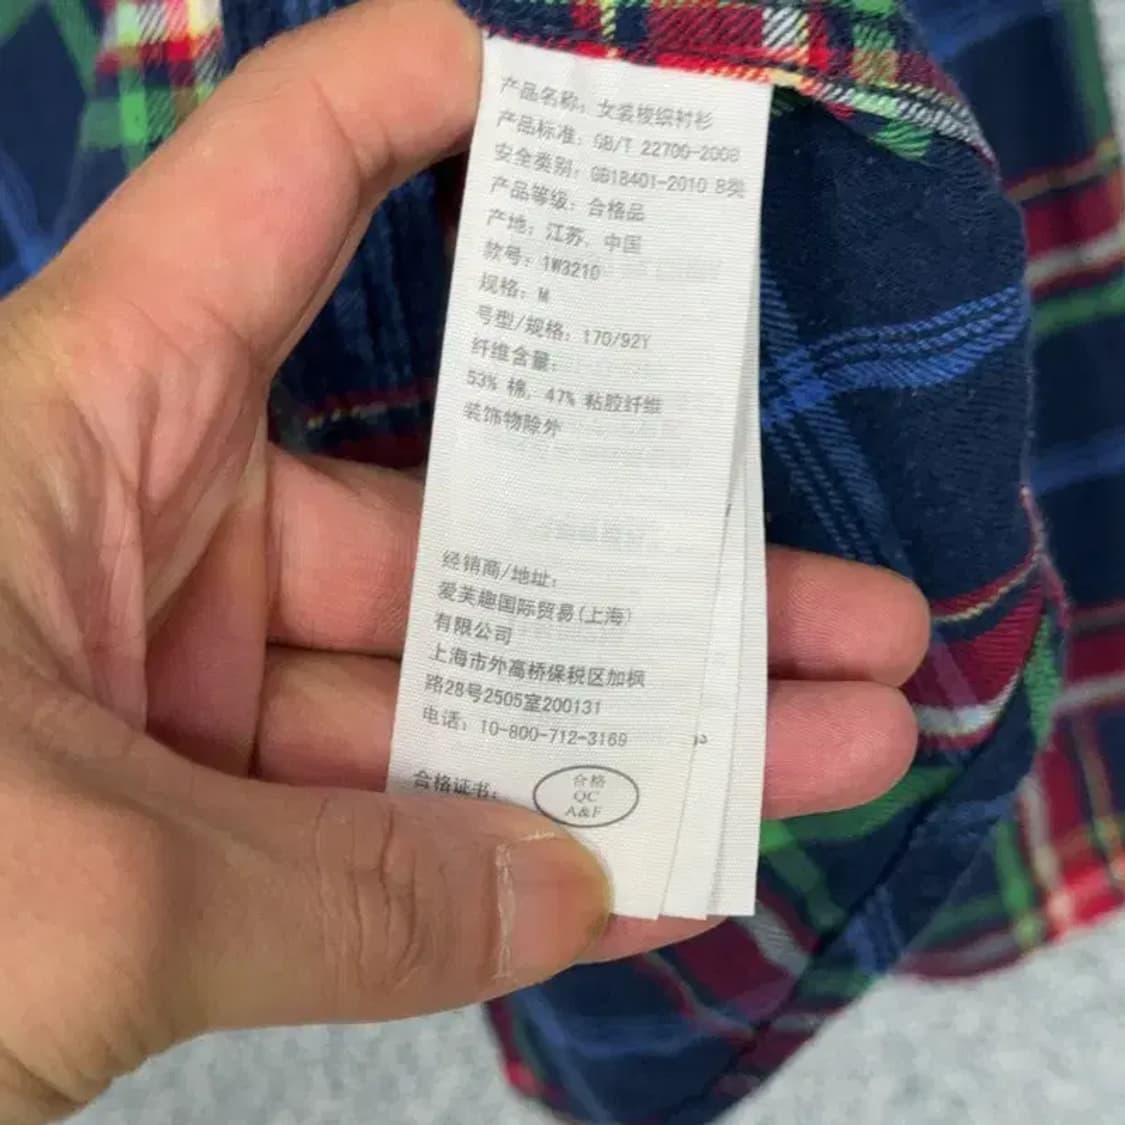 产品名称：女装梭织衬衫
产品标准：GB/T 22700-2008
安全类别：GB18401-2010 B类
产品等级：合格品
产地：江苏，中国
款号：1W3210
规格：M
号型/规格：170/92Y
纤维含量：
53% 棉，47% 粘胶纤维
装饰物除外
经销商/地址：
爱芙趣国际贸易(上海)
有限公司
上海市外高桥保税区加枫
路28号2505室200131
电话：10-800-712-3169
合格证书：
合格
QC
A&F